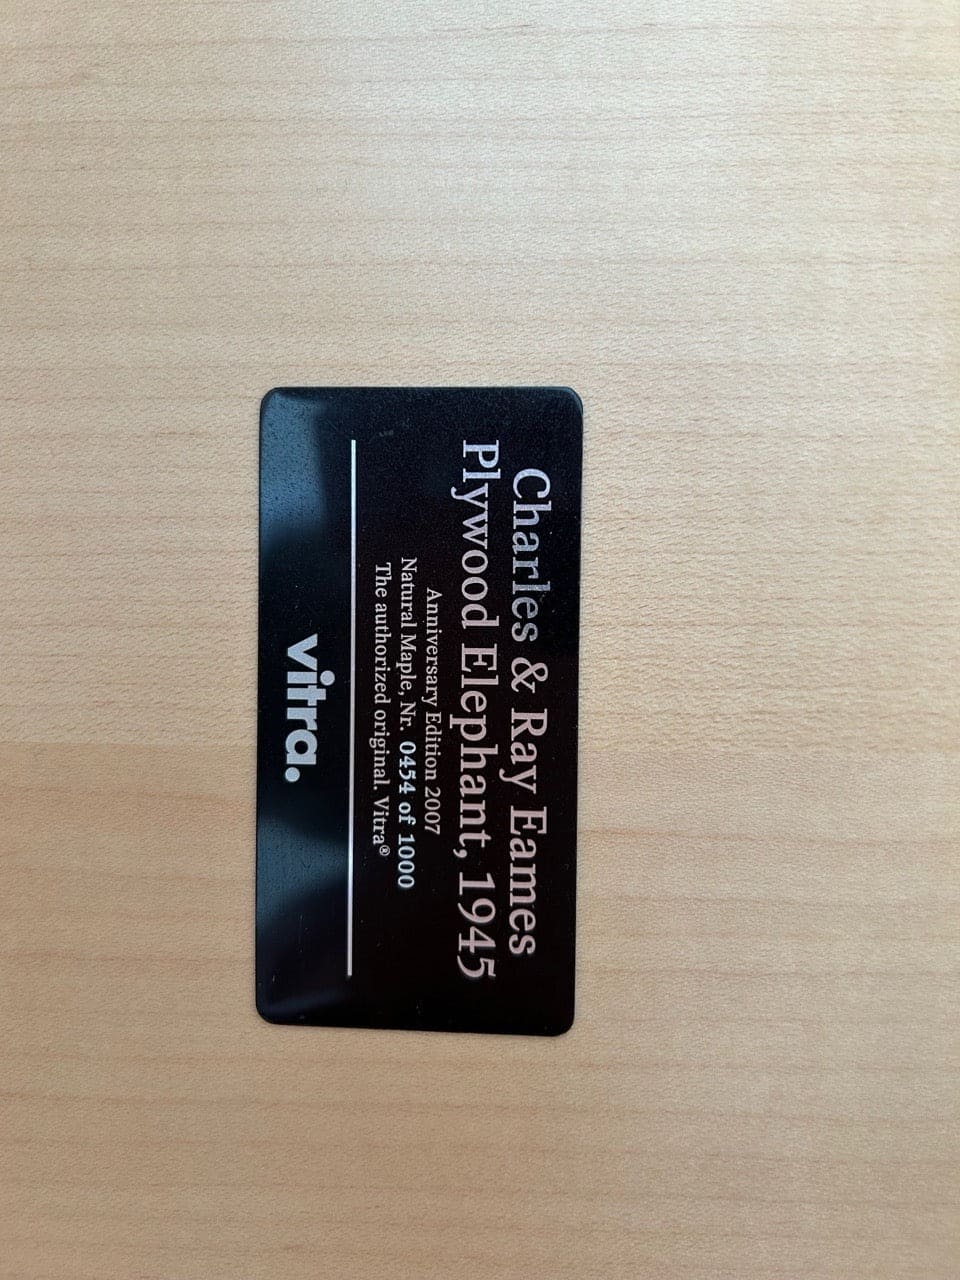 Charles & Ray Eames
Plywood Elephant, 1945
Anniversary Edition 2007
Natural Maple, Nr. 0454 of 1000
The authorized original. Vitra®
vitra.